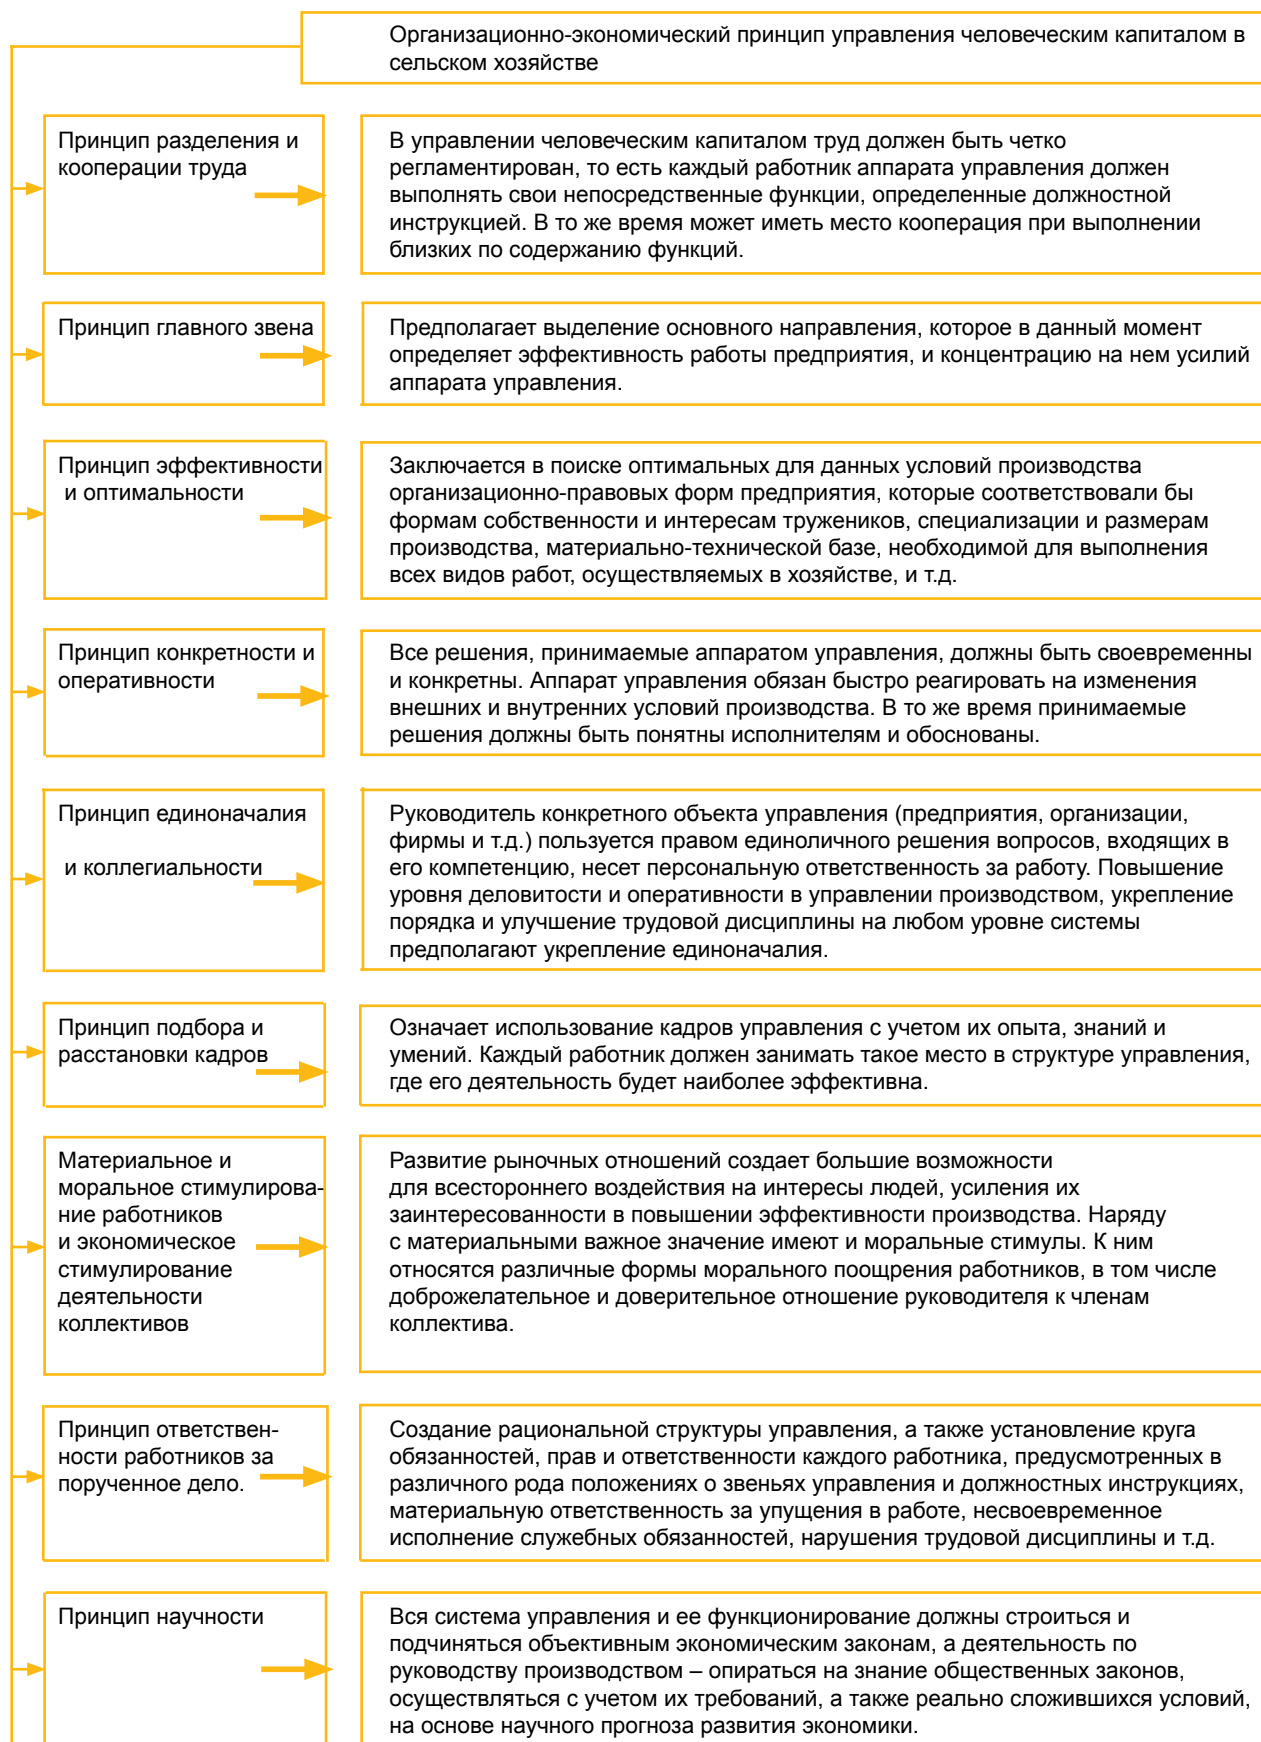 Организационно-экономический принцип управления человеческим капиталом в
сельском хозяйстве
Принцип разделения и
кооперации труда
В управлении человеческим капиталом труд должен быть четко
регламентирован, то есть каждый работник аппарата управления должен
выполнять свои непосредственные функции, определенные должностной
инструкцией. В то же время может иметь место кооперация при выполнении
близких по содержанию функций.
Принцип главного звена
Предполагает выделение основного направления, которое в данный момент
определяет эффективность работы предприятия, и концентрацию на нем усилий
аппарата управления.
Принцип эффективности
и оптимальности
Заключается в поиске оптимальных для данных условий производства
организационно-правовых форм предприятия, которые соответствовали бы
формам собственности и интересам тружеников, специализации и размерам
производства, материально-технической базе, необходимой для выполнения
всех видов работ, осуществляемых в хозяйстве, и т.д.
Принцип конкретности и
оперативности
Все решения, принимаемые аппаратом управления, должны быть своевременны
и конкретны. Аппарат управления обязан быстро реагировать на изменения
внешних и внутренних условий производства. В то же время принимаемые
решения должны быть понятны исполнителям и обоснованы.
Принцип единоначалия
и коллегиальности
Руководитель конкретного объекта управления (предприятия, организации,
фирмы и т.д.) пользуется правом единоличного решения вопросов, входящих в
его компетенцию, несет персональную ответственность за работу. Повышение
уровня деловитости и оперативности в управлении производством, укрепление
порядка и улучшение трудовой дисциплины на любом уровне системы
предполагают укрепление единоначалия.
Принцип подбора и
расстановки кадров
Означает использование кадров управления с учетом их опыта, знаний и
умений. Каждый работник должен занимать такое место в структуре управления,
где его деятельность будет наиболее эффективна.
Материальное и
моральное стимулирова-
ние работников
и экономическое
стимулирование
деятельности
коллективов
Развитие рыночных отношений создает большие возможности
для всестороннего воздействия на интересы людей, усиления их
заинтересованности в повышении эффективности производства. Наряду
с материальными важное значение имеют и моральные стимулы. К ним
относятся различные формы морального поощрения работников, в том числе
доброжелательное и доверительное отношение руководителя к членам
коллектива.
Принцип ответствен-
ности работников за
порученное дело.
Создание рациональной структуры управления, а также установление круга
обязанностей, прав и ответственности каждого работника, предусмотренных в
различного рода положениях о звеньях управления и должностных инструкциях,
материальную ответственность за упущения в работе, несвоевременное
исполнение служебных обязанностей, нарушения трудовой дисциплины и т.д.
Принцип научности
Вся система управления и ее функционирование должны строиться и
подчиняться объективным экономическим законам, а деятельность по
руководству производством – опираться на знание общественных законов,
осуществляться с учетом их требований, а также реально сложившихся условий,
на основе научного прогноза развития экономики.